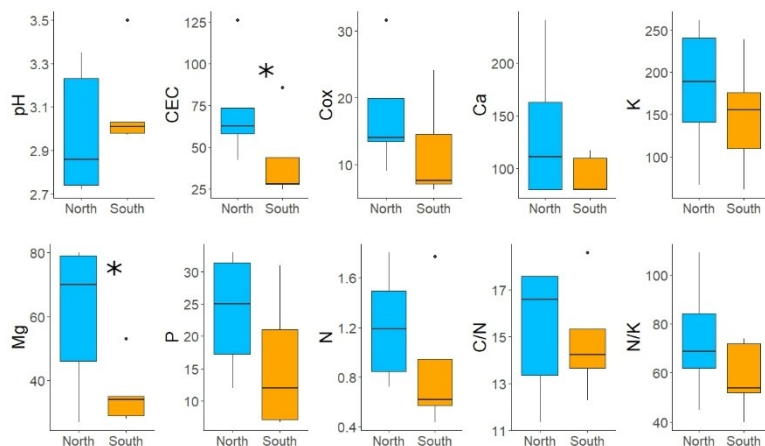 pH
3.5
3.3
3.1
2.9
2.7
North South
CEC
125
100
75
50
25
*
North South
Cox
30
20
10
North South
Ca
200
150
100
North South
K
250
200
150
100
North South
Mg
80
60
40
*
North South
P
30
25
20
15
10
North South
N
1.6
1.2
0.8
0.4
North South
C/N
17
15
13
11
North South
N/K
100
80
60
40
North South